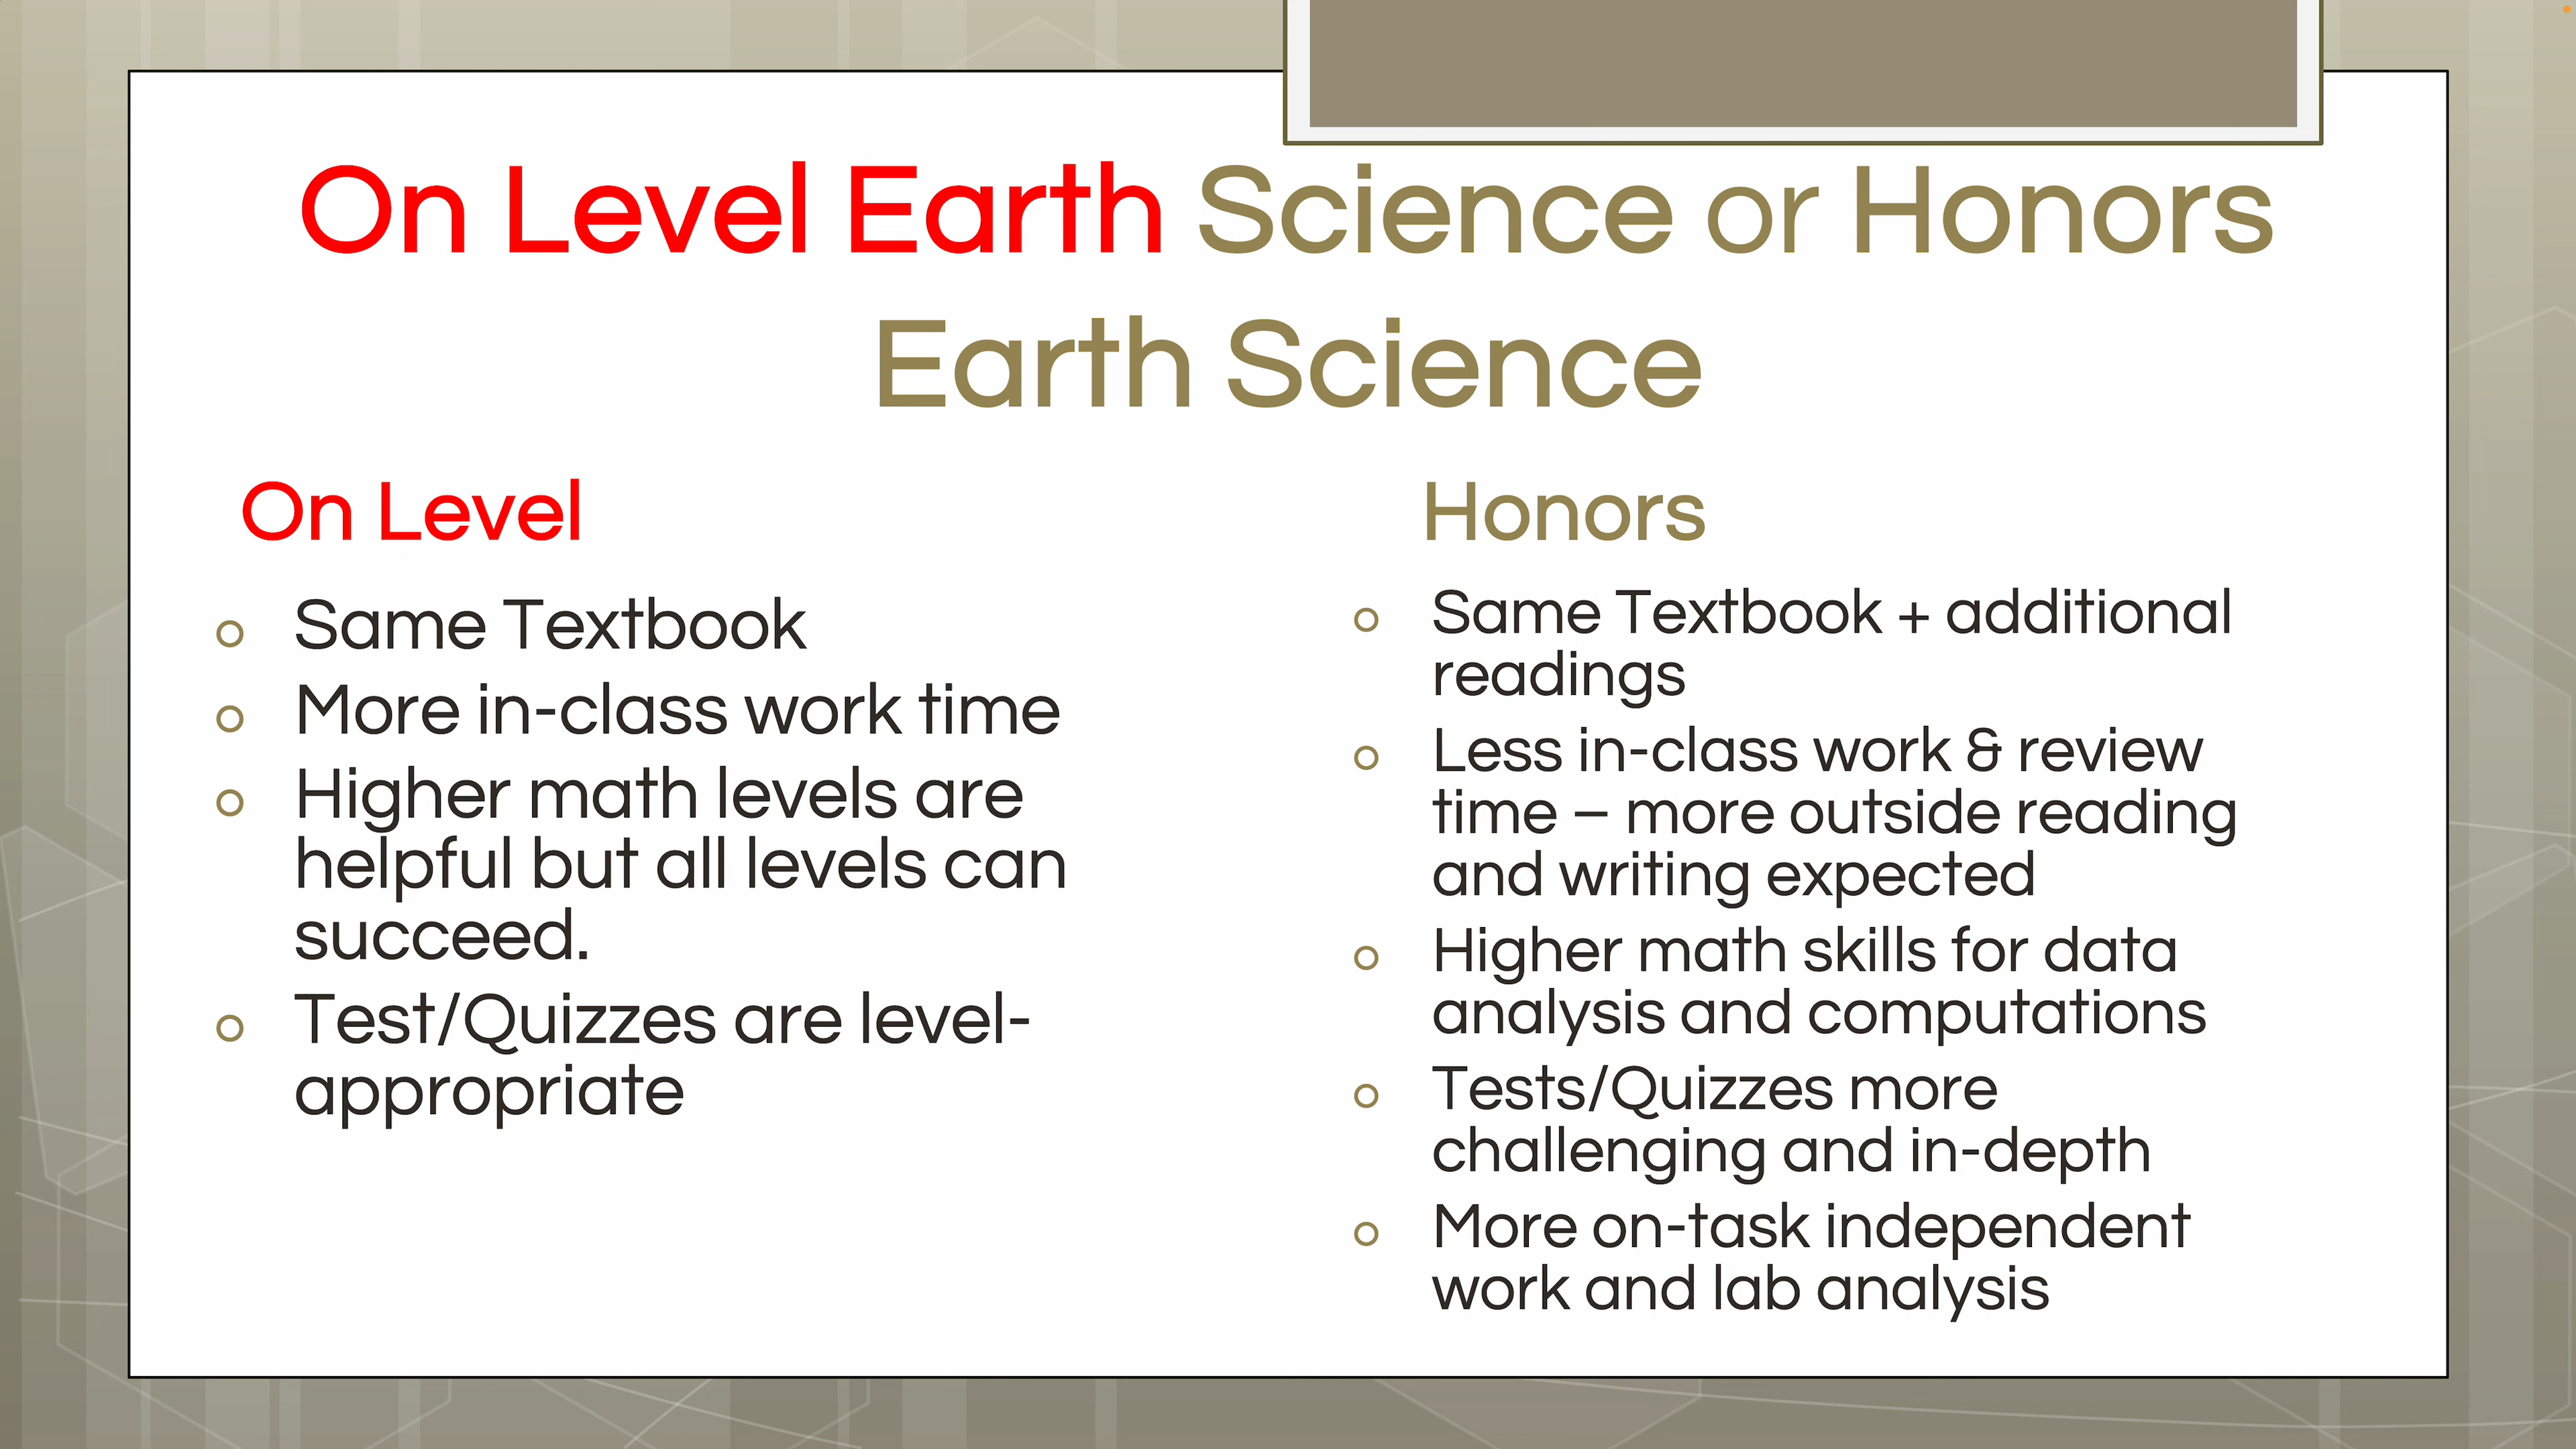 On Level Earth Science or Honors
Earth Science
On Level
Same Textbook
More in-class work time
Higher math levels are
helpful but all levels can
succeed.
Test/Quizzes are level-
appropriate
Honors
Same Textbook + additional
readings
Less in-class work & review
time – more outside reading
and writing expected
Higher math skills for data
analysis and computations
Tests/Quizzes more
challenging and in-depth
More on-task independent
work and lab analysis